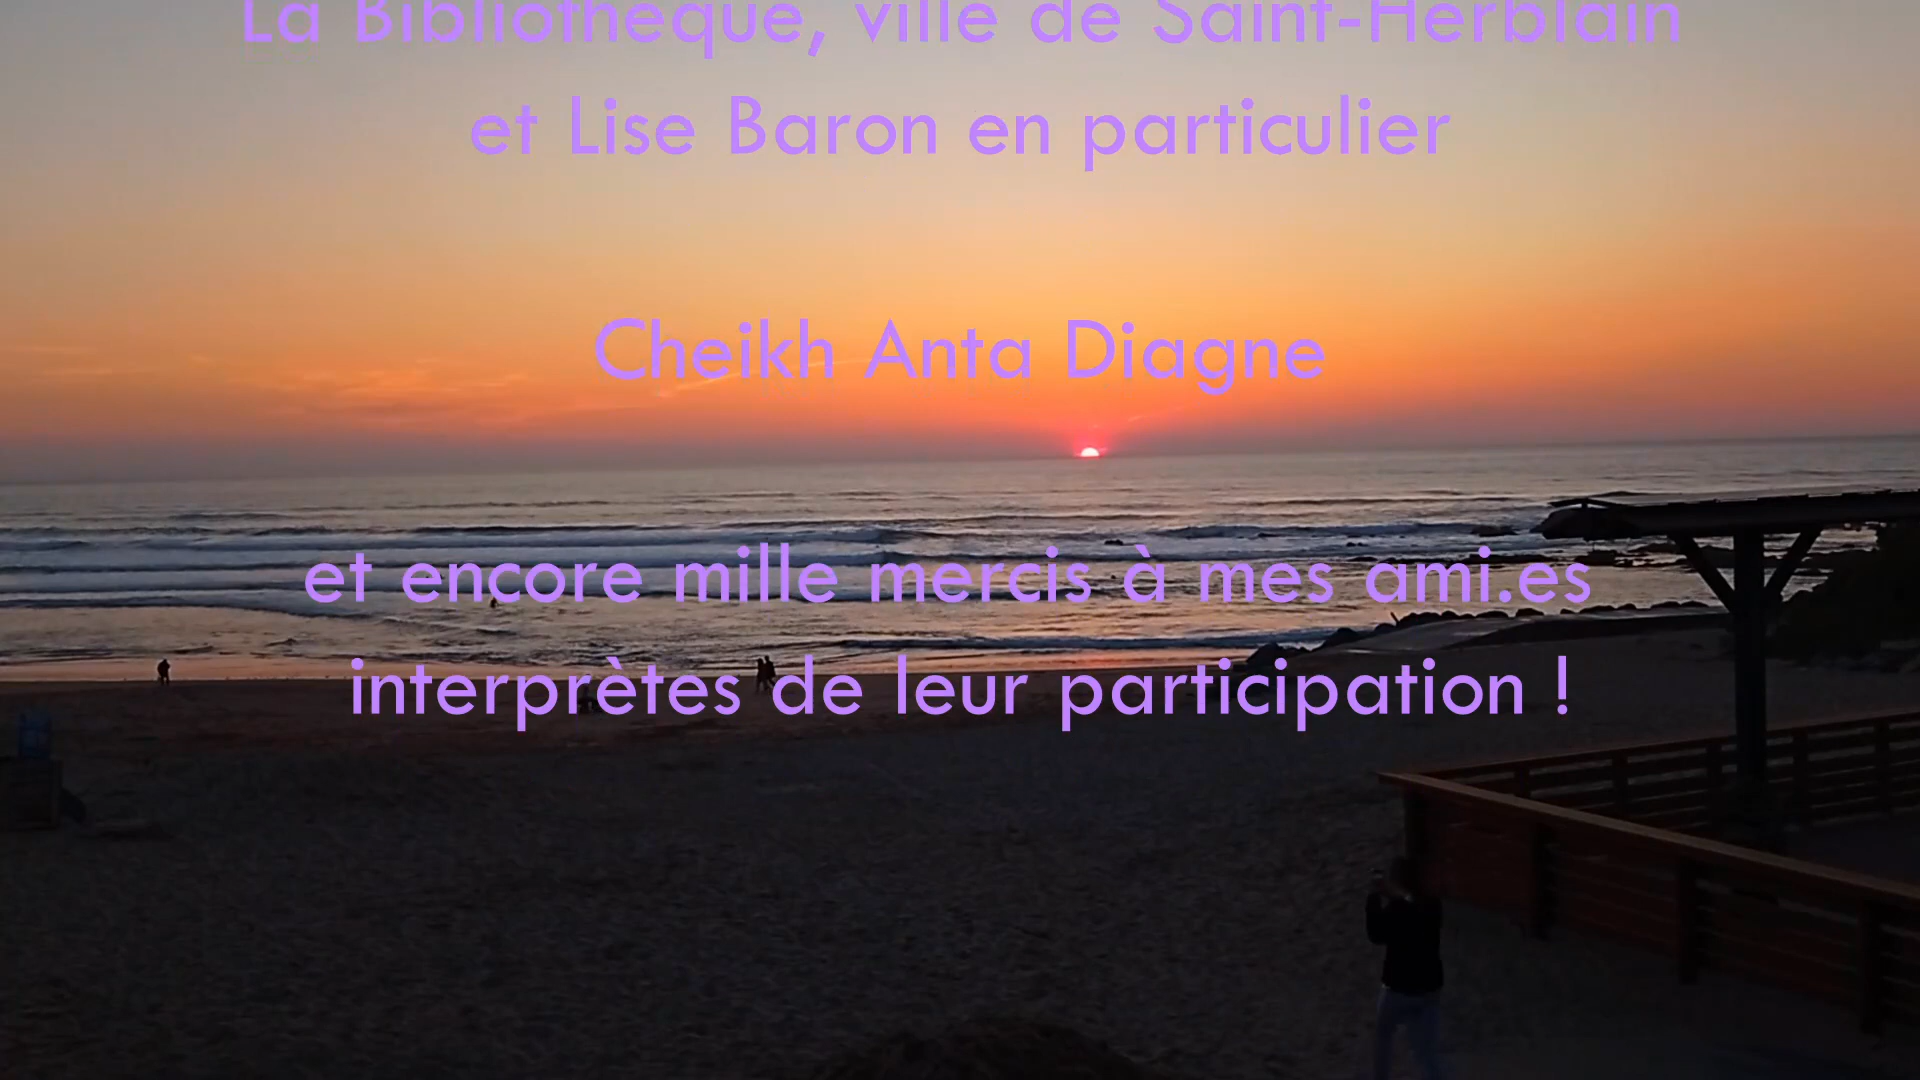 La Bibliothèque, ville de Saint-Herblain
et Lise Baron en particulier
Cheikh Anta Diagne
et encore mille mercis à mes ami.es
interprètes de leur participation !